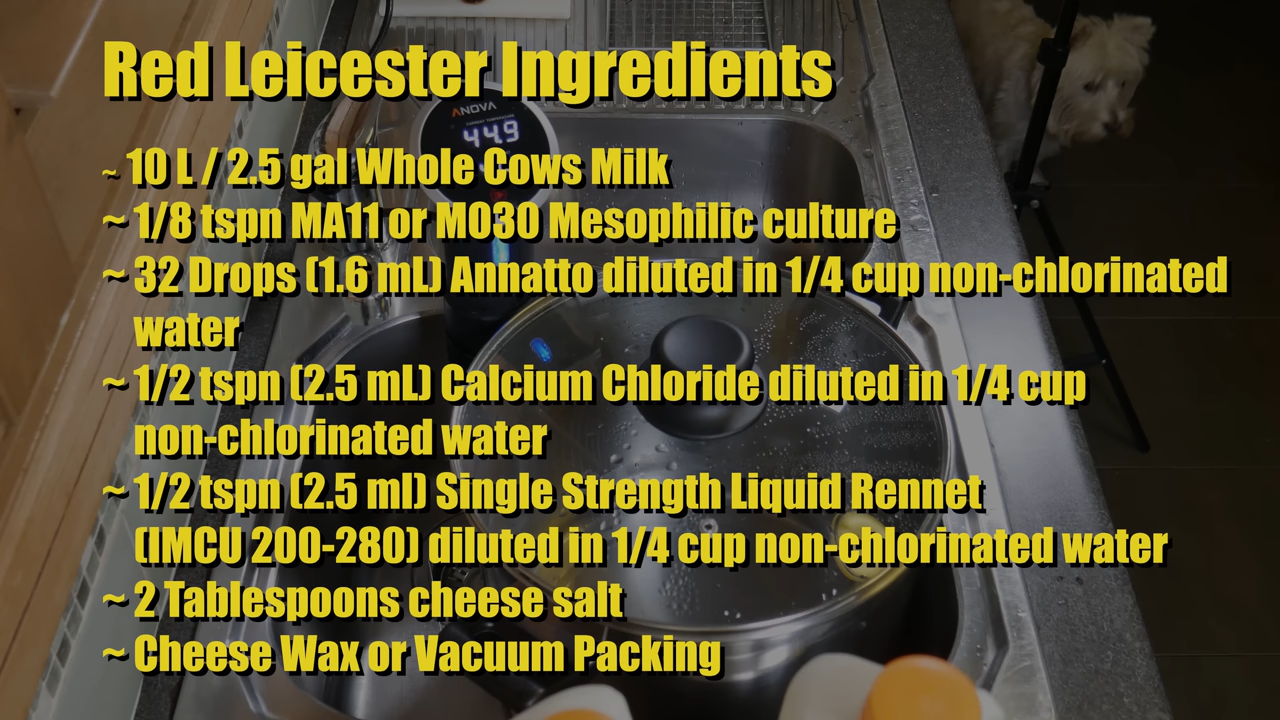 Red Leicester Ingredients
ANOVA
44.9
~ 10 L / 2.5 gal Whole Cows Milk
~ 1/8 tspn MA11 or MO30 Mesophilic culture
~ 32 Drops (1.6 mL) Annatto diluted in 1/4 cup non-chlorinated
water
~ 1/2 tspn (2.5 mL) Calcium Chloride diluted in 1/4 cup
non-chlorinated water
~ 1/2 tspn (2.5 ml) Single Strength Liquid Rennet
(IMCU 200-280) diluted in 1/4 cup non-chlorinated water
~ 2 Tablespoons cheese salt
~ Cheese Wax or Vacuum Packing